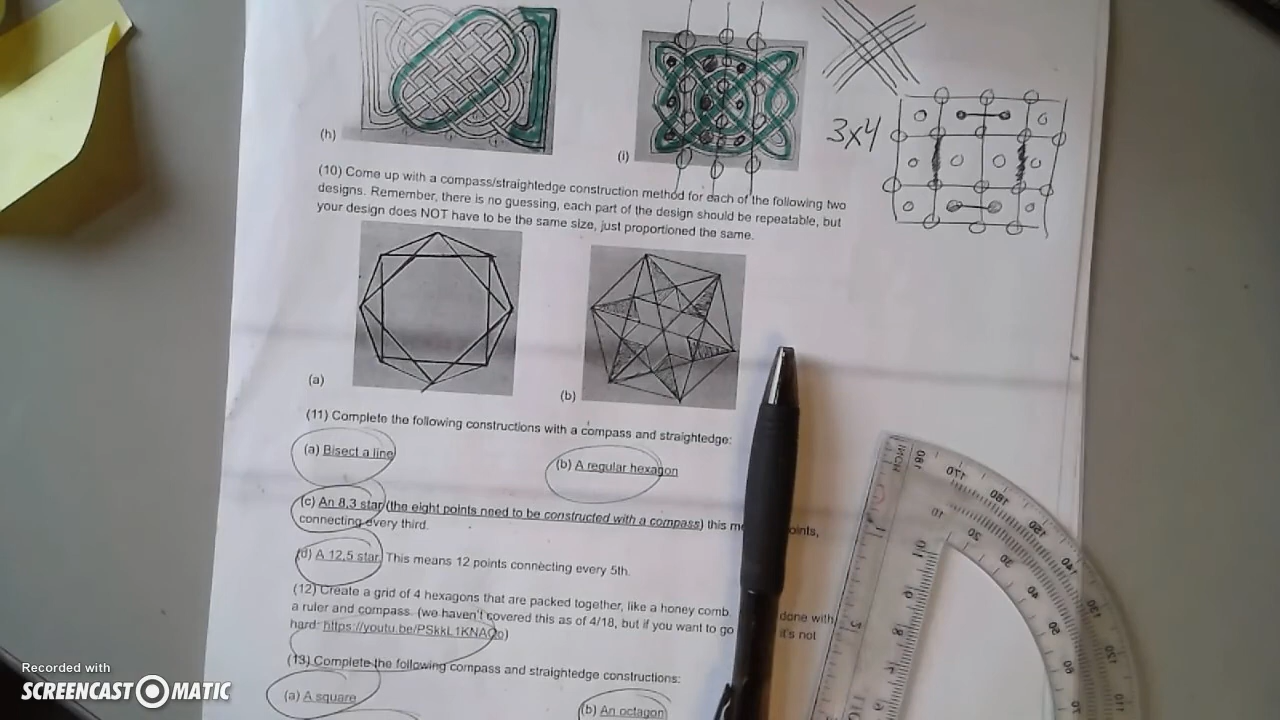 (h)
(i)
3x4
(10) Come up with a compass/straightedge construction method for each of the following two
designs. Remember, there is no guessing, each part of the design should be repeatable, but
your design does NOT have to be the same size, just proportioned the same.
(a)
(b)
(11) Complete the following constructions with a compass and straightedge:
(a) Bisect a line
(b) A regular hexagon
(c) An 8,3 star (the eight points need to be constructed with a compass) this oints,
connecting every third.
(d) A 12,5 star. This means 12 points connecting every 5th.
(12) Create a grid of 4 hexagons that are packed together, like a honey comb. done with
a ruler and compass. (we haven't covered this as of 4/18, but if you want to go it's not
hard:
(13) Complete the following compass and straightedge constructions:
(a) A square
(b) An octagon
INCH
180
170
Recorded with
SCREENCAST MATIC